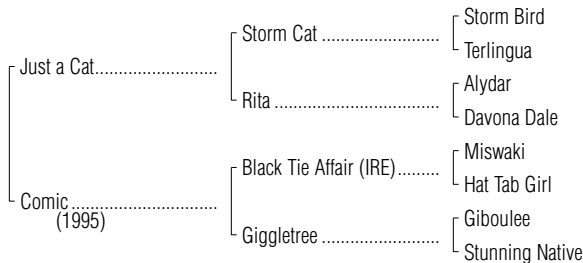 Storm Bird
Storm Cat ..............................
Terlingua
Just a Cat..........................
Alydar
Rita ........................................
Davona Dale
Miswaki
Black Tie Affair (IRE).........
Hat Tab Girl
Comic ...............................
(1995)
Giboulee
Giggletree ..............................
Stunning Native